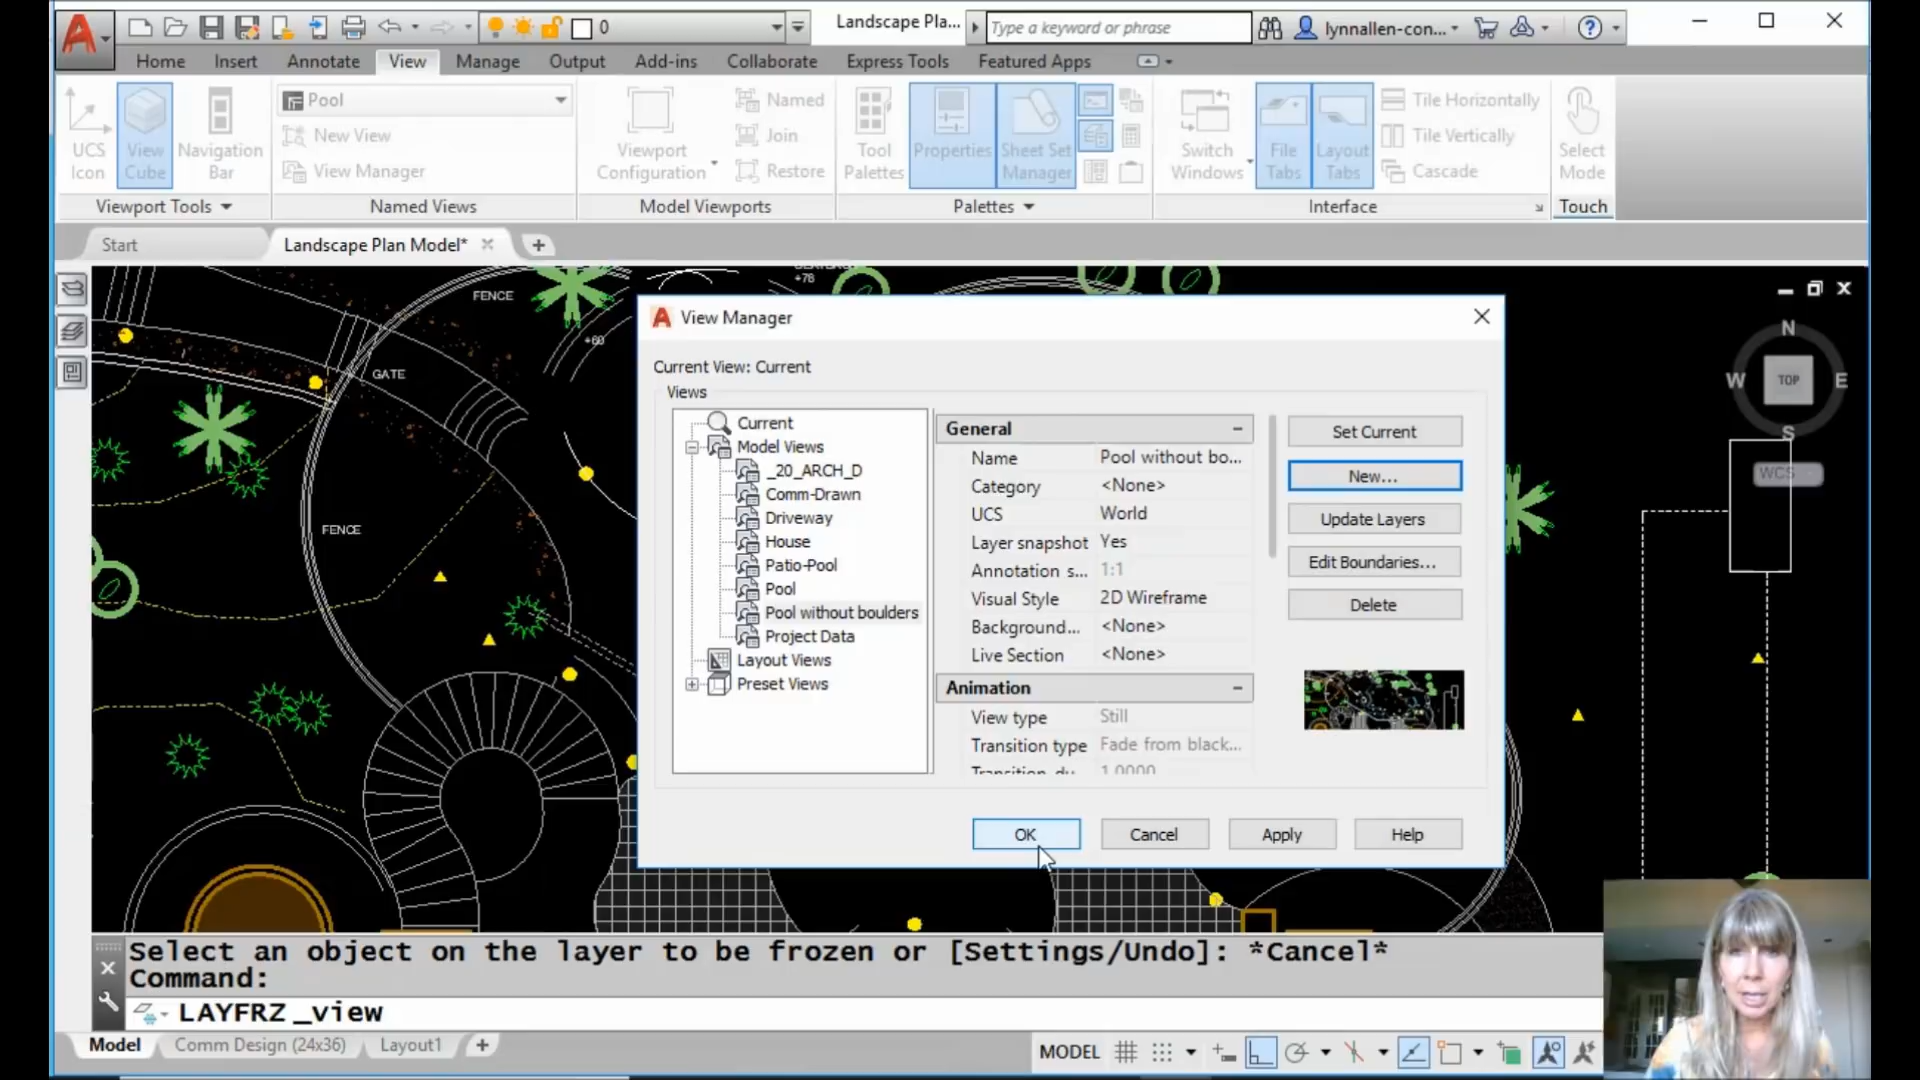 0
Landscape Pla...
Type a keyword or phrase
lynnallen-con...
Home Insert Annotate View Manage Output Add-ins Collaborate Express Tools Featured Apps
UCS Icon
View Cube
Navigation Bar
Viewport Tools
Pool
New View
View Manager
Named Views
Viewport Configuration
Named
Join
Restore
Model Viewports
Tool Palettes
Properties
Sheet Set Manager
Palettes
Switch Windows
File Tabs
Layout Tabs
Tile Horizontally
Tile Vertically
Cascade
Interface
Select Mode
Touch
Start
Landscape Plan Model*
FENCE
+78
+60
GATE
FENCE
N
W TOP E
S
WCS
View Manager
Current View: Current
Views
Current
Model Views
_20_ARCH_D
Comm-Drawn
Driveway
House
Patio-Pool
Pool
Pool without boulders
Project Data
Layout Views
Preset Views
General
Name Pool without bo...
Category <None>
UCS World
Layer snapshot Yes
Annotation s... 1:1
Visual Style 2D Wireframe
Background... <None>
Live Section <None>
Animation
View type Still
Transition type Fade from black...
Transition du... 1.0000
Set Current
New...
Update Layers
Edit Boundaries...
Delete
OK Cancel Apply Help
Select an object on the layer to be frozen or [Settings/Undo]: *Cancel*
Command:
LAYFRZ _view
Model Comm Design (24x36) Layout1
MODEL